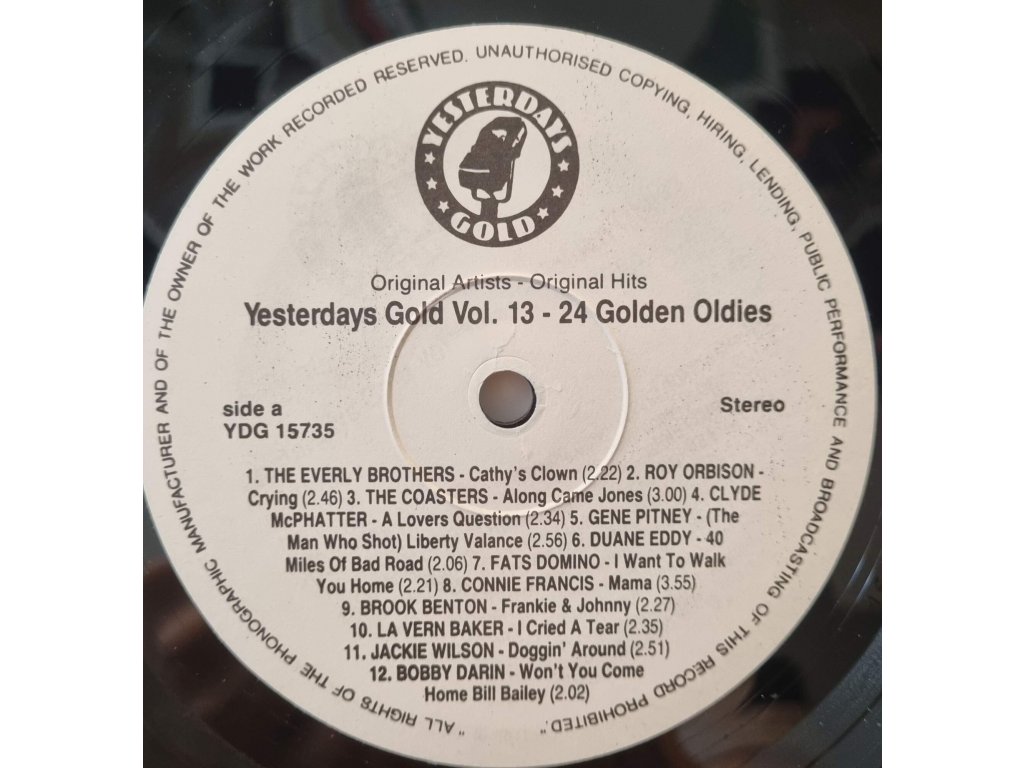 "ALL RIGHTS OF THE PHONOGRAPHIC MANUFACTURER AND OF THE OWNER OF THE WORK RECORDED RESERVED. UNAUTHORISED COPYING, HIRING, LENDING, PUBLIC PERFORMANCE AND BROADCASTING OF THIS RECORD PROHIBITED."
YESTERDAYS
GOLD
Original Artists - Original Hits
Yesterdays Gold Vol. 13 - 24 Golden Oldies
side a
Stereo
YDG 15735
1. THE EVERLY BROTHERS - Cathy's Clown (2.22) 2. ROY ORBISON -
Crying (2.46) 3. THE COASTERS - Along Came Jones (3.00) 4. CLYDE
McPHATTER - A Lovers Question (2.34) 5. GENE PITNEY - (The
Man Who Shot) Liberty Valance (2.56) 6. DUANE EDDY - 40
Miles Of Bad Road (2.06) 7. FATS DOMINO - I Want To Walk
You Home (2.21) 8. CONNIE FRANCIS - Mama (3.55)
9. BROOK BENTON - Frankie & Johnny (2.27)
10. LA VERN BAKER - I Cried A Tear (2.35)
11. JACKIE WILSON - Doggin' Around (2.51)
12. BOBBY DARIN - Won't You Come
Home Bill Bailey (2.02)